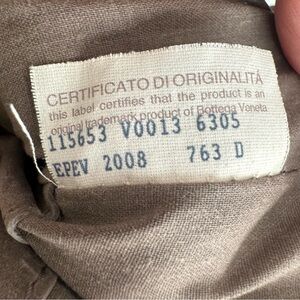 CERTIFICATO DI ORIGINALITÀ
this label certifies that the product is an
original trademark product of Bottega Veneta
115653 V0013 6305
EPEV 2008 763 D